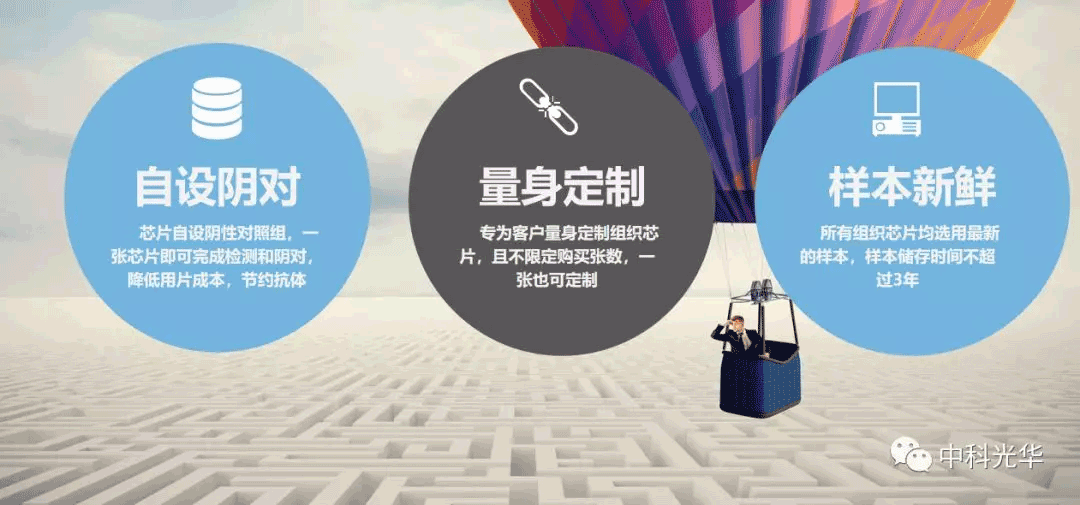 自设阴对
芯片自设阴性对照组，一
张芯片即可完成检测和阴对，
降低用片成本，节约抗体
量身定制
专为客户量身定制组织芯
片，且不限定购买张数，一
张也可定制
样本新鲜
所有组织芯片均选用最新
的样本，样本储存时间不超
过3年
中科光华